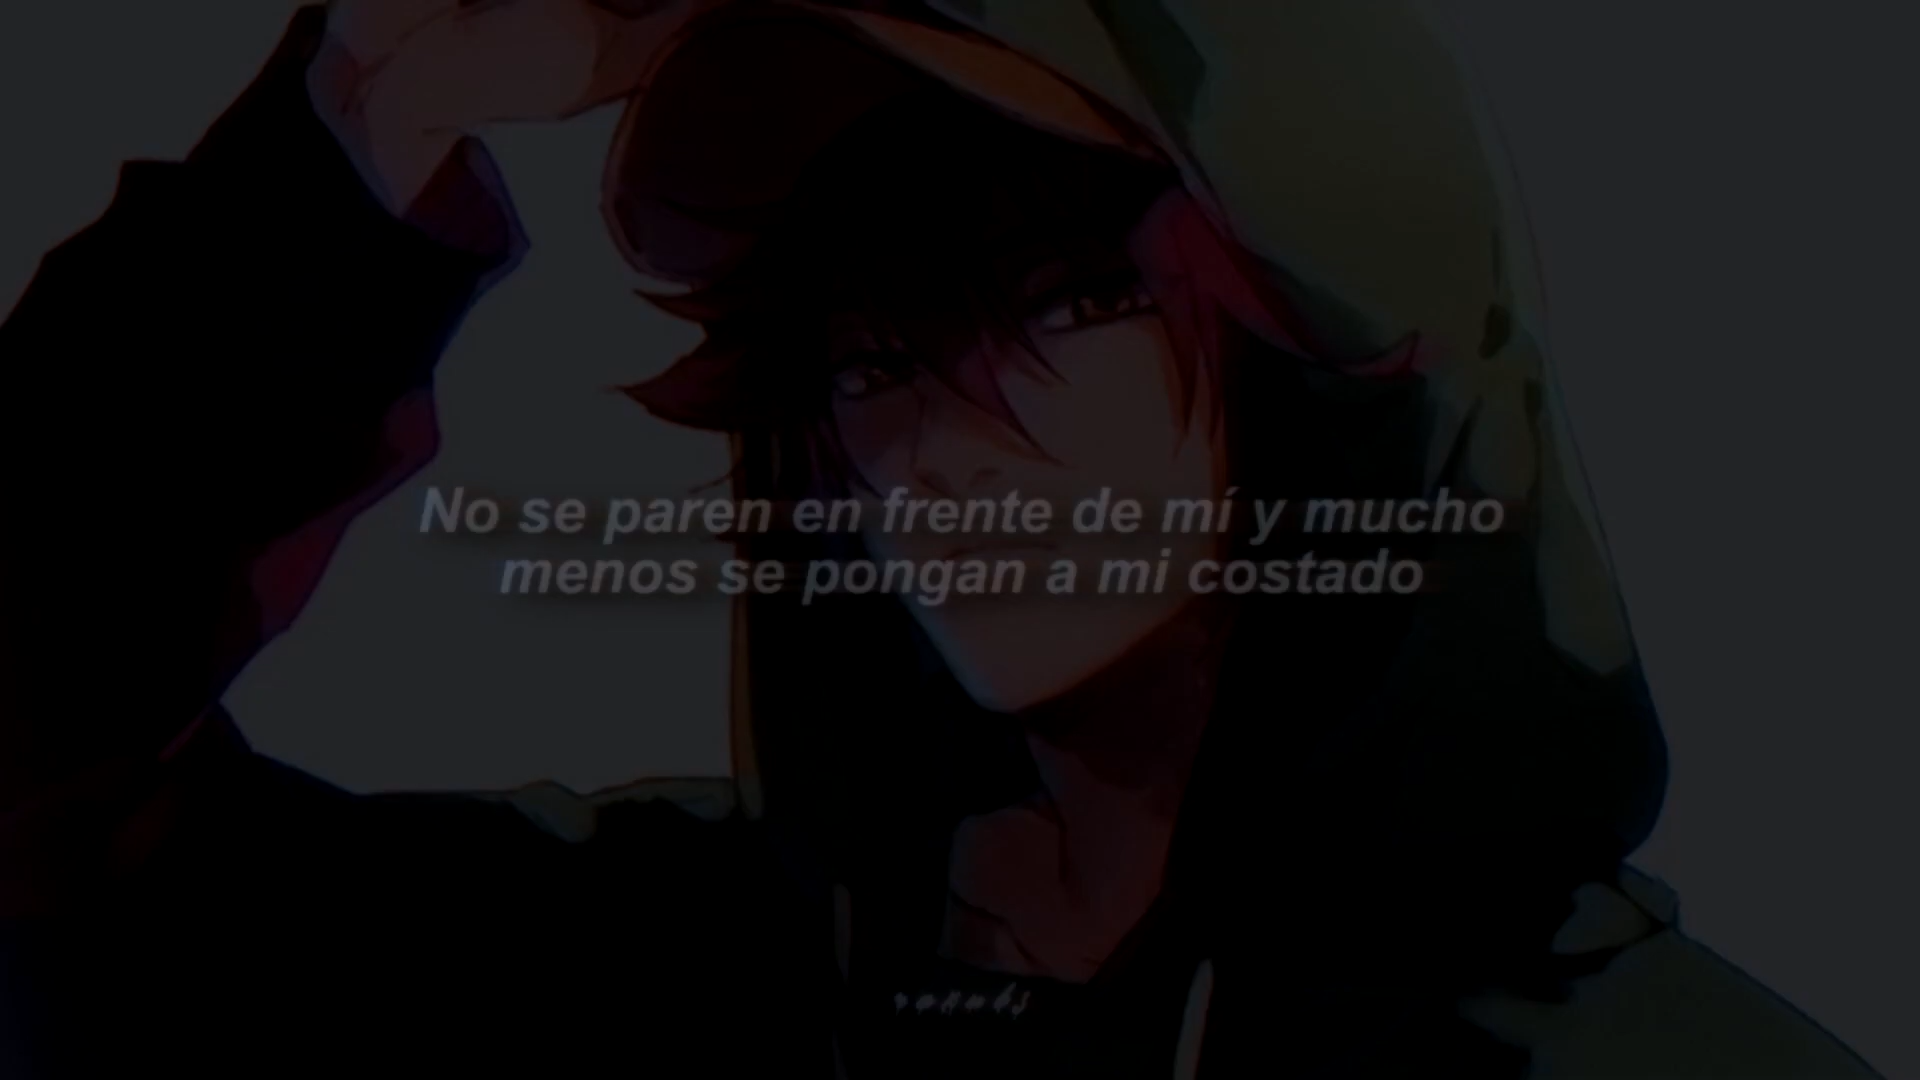 No se paren en frente de mí y mucho
menos se pongan a mi costado